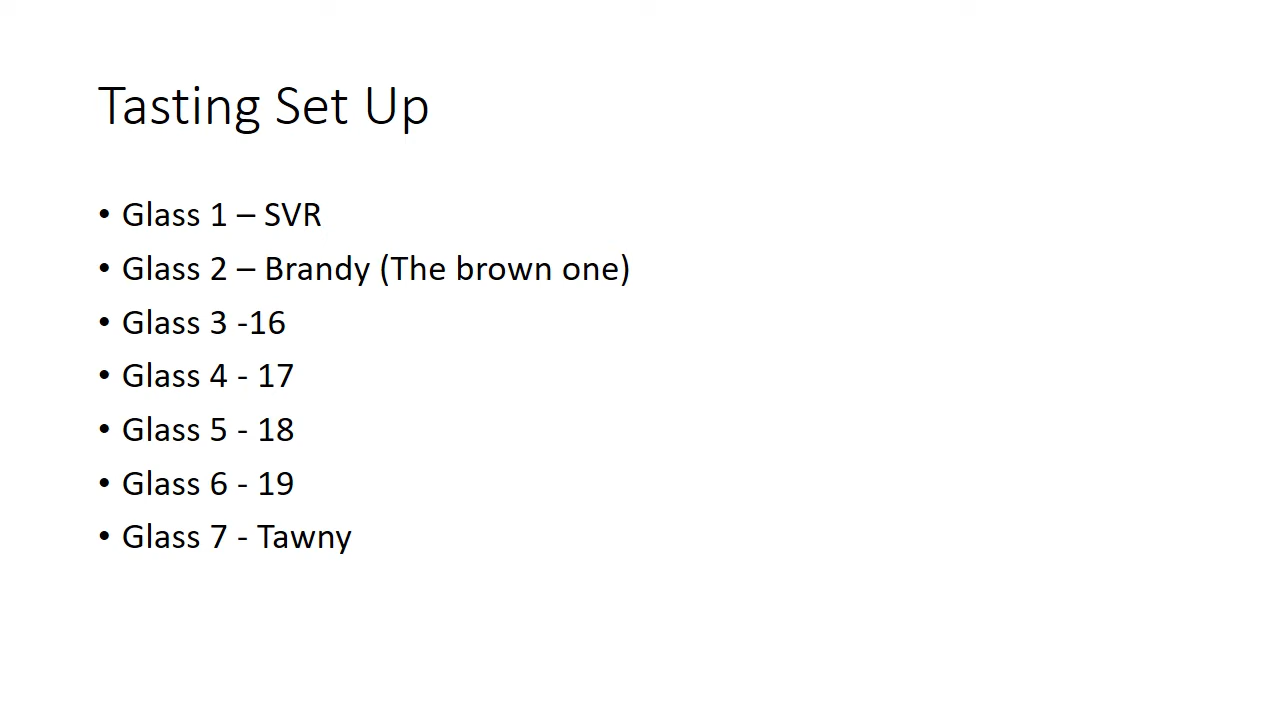 Tasting Set Up
• Glass 1 – SVR
• Glass 2 – Brandy (The brown one)
• Glass 3 -16
• Glass 4 - 17
• Glass 5 - 18
• Glass 6 - 19
• Glass 7 - Tawny